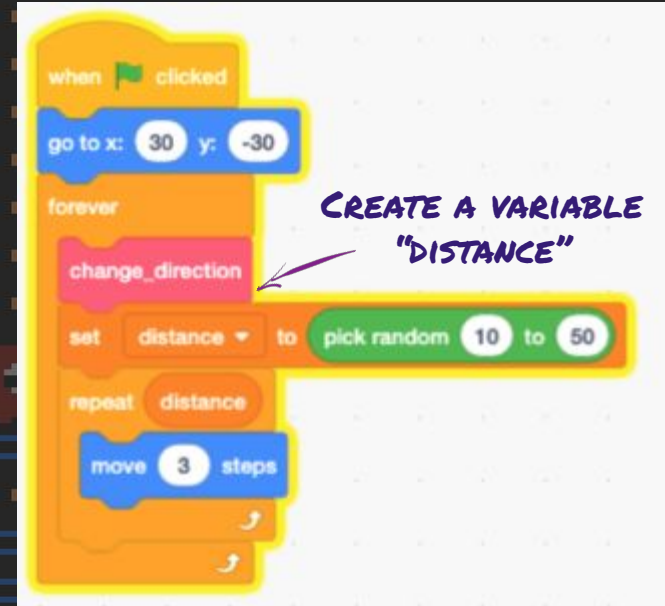 when clicked
go to x: 30 y: -30
forever
CREATE A VARIABLE
"DISTANCE"
change_direction
set distance to pick random 10 to 50
repeat distance
move 3 steps